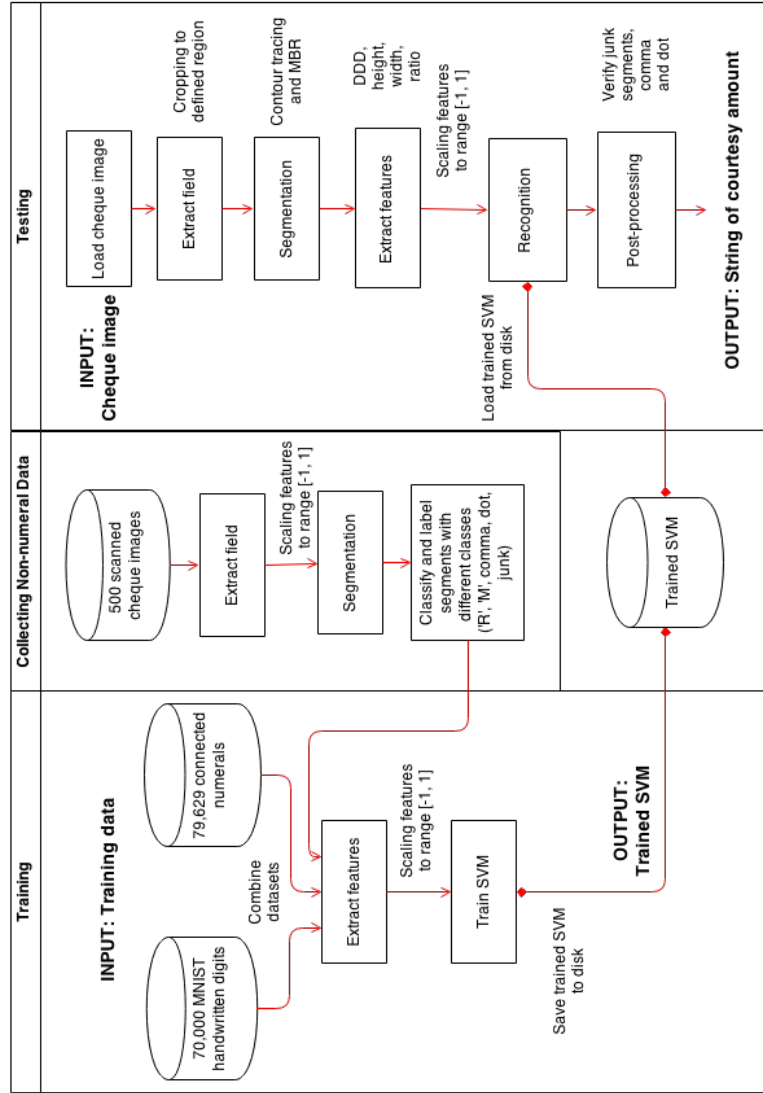 Training
INPUT: Training data
70,000 MNIST
handwritten digits
79,629 connected
numerals
Combine
datasets
Extract features
Scaling features
to range [-1, 1]
Train SVM
Save trained SVM
to disk
OUTPUT:
Trained SVM
Collecting Non-numeral Data
500 scanned
cheque images
Extract field
Scaling features
to range [-1, 1]
Segmentation
Classify and label
segments with
different classes
('R', 'M', comma, dot,
junk)
Trained SVM
Testing
INPUT:
Cheque image
Load cheque image
Cropping to
defined region
Extract field
Contour tracing
and MBR
Segmentation
DDD,
height,
width,
ratio
Extract features
Scaling features
to range [-1, 1]
Load trained SVM
from disk
Recognition
Verify junk
segments,
comma
and dot
Post-processing
OUTPUT: String of courtesy amount